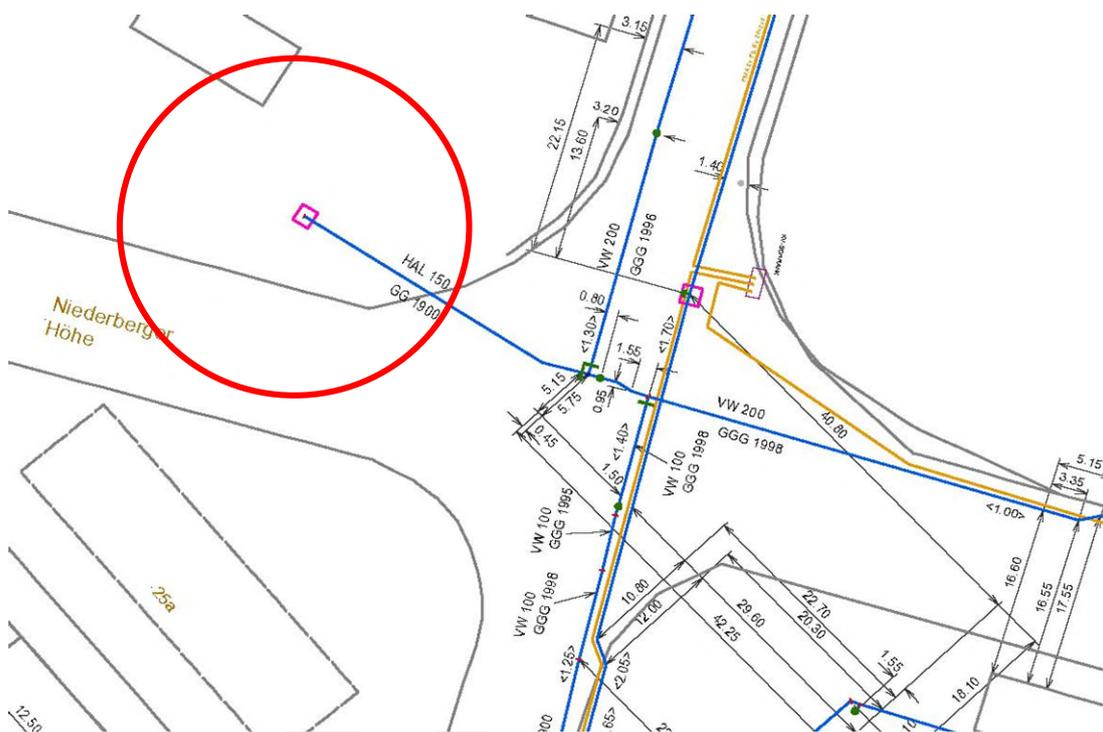 3.15
3.20
22.15
13.60
1.40
VW 200
GGG 1996
HAL 150
GG 1900
Niederberger
Höhe
0.80
<1.30>
<1.70>
1.55
0.95
5.15
5.75
0.45
VW 200
GGG 1998
40.80
<1.40>
VW 100
GGG 1998
1.50
5.15
3.35
<1.00>
VW 100
GGG 1995
16.60
16.55
17.55
VW 100
GGG 1998
10.80
12.00
22.70
20.30
29.60
42.25
25a
<1.25>
<2.05>
1.55
18.10
12.50